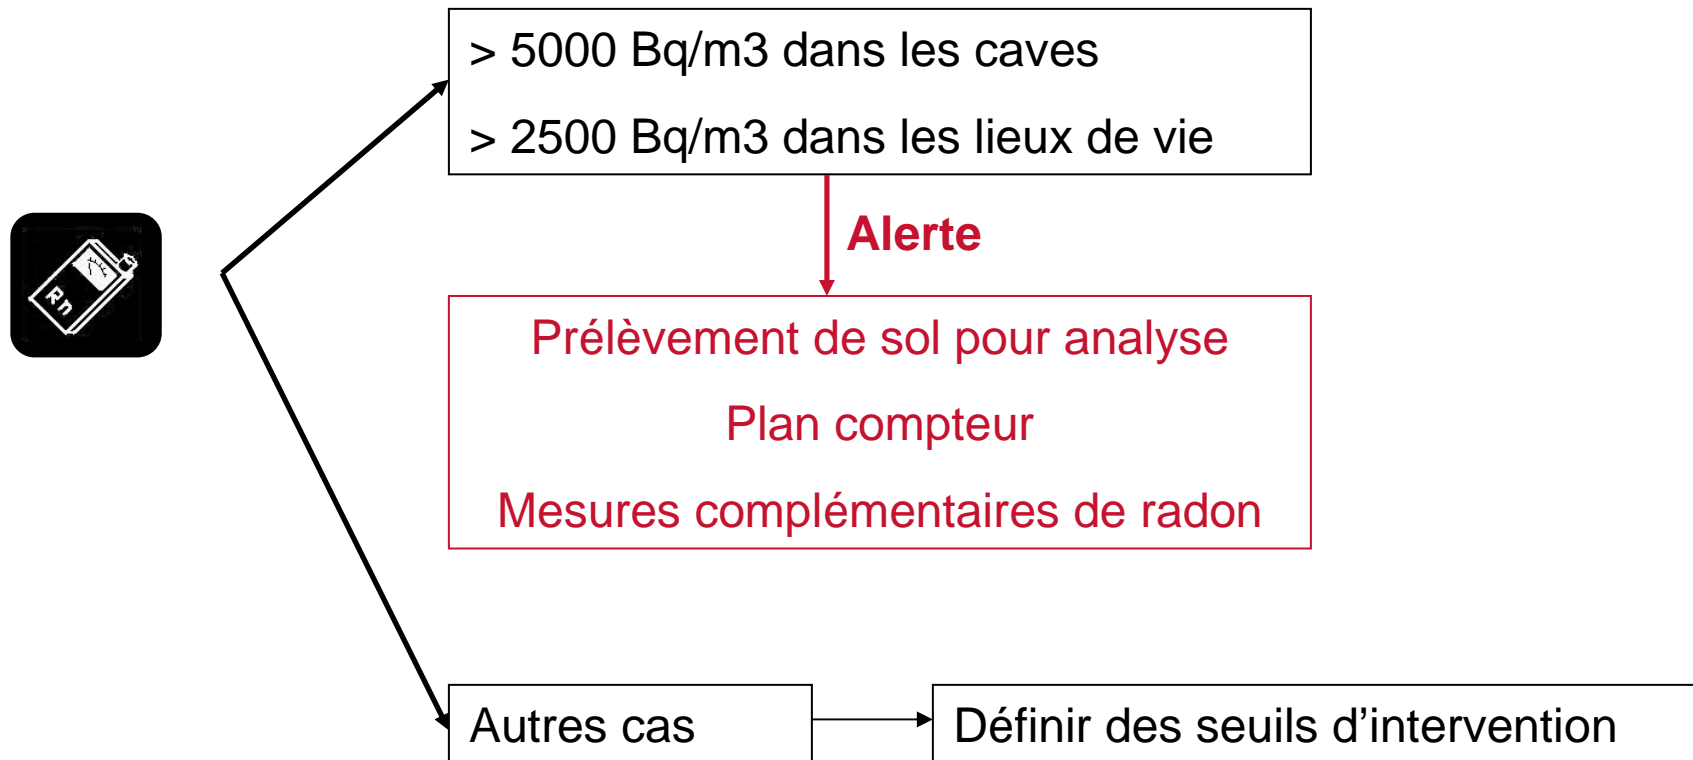 > 5000 Bq/m3 dans les caves
> 2500 Bq/m3 dans les lieux de vie
Alerte
Rn
Prélèvement de sol pour analyse
Plan compteur
Mesures complémentaires de radon
Autres cas
Définir des seuils d’intervention